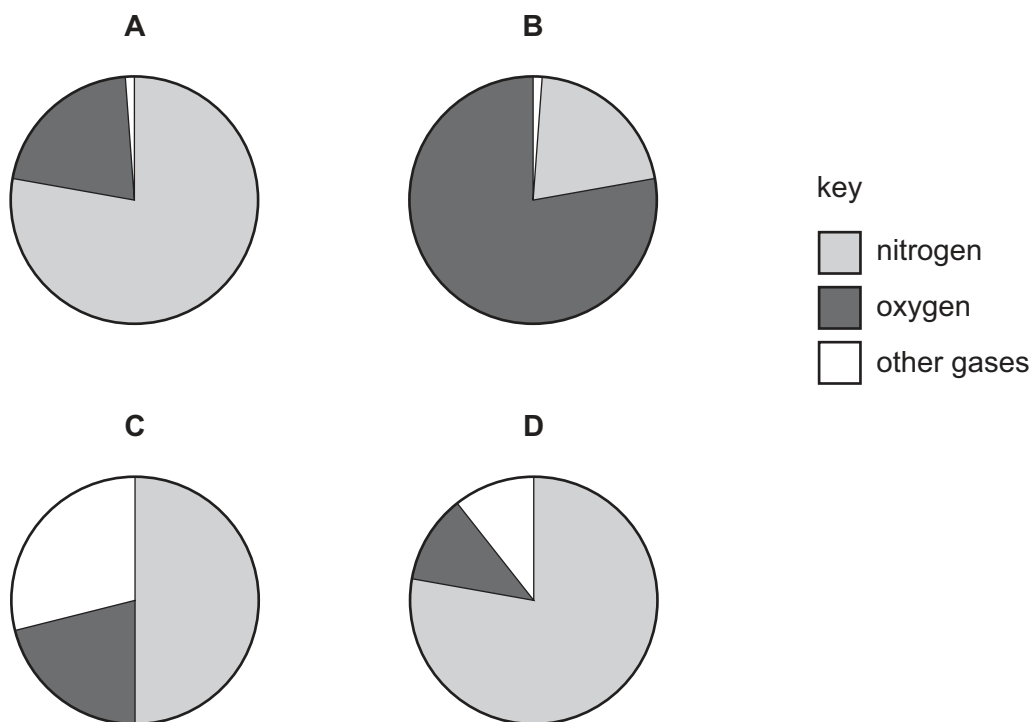 A
B
key
nitrogen
oxygen
other gases
C
D